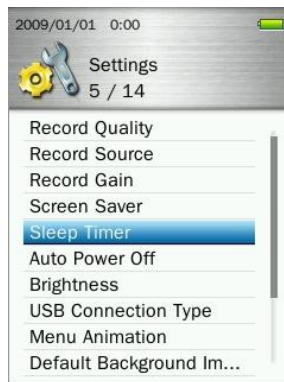 2009/01/01 0:00
Settings
5 / 14
Record Quality
Record Source
Record Gain
Screen Saver
Sleep Timer
Auto Power Off
Brightness
USB Connection Type
Menu Animation
Default Background Im...